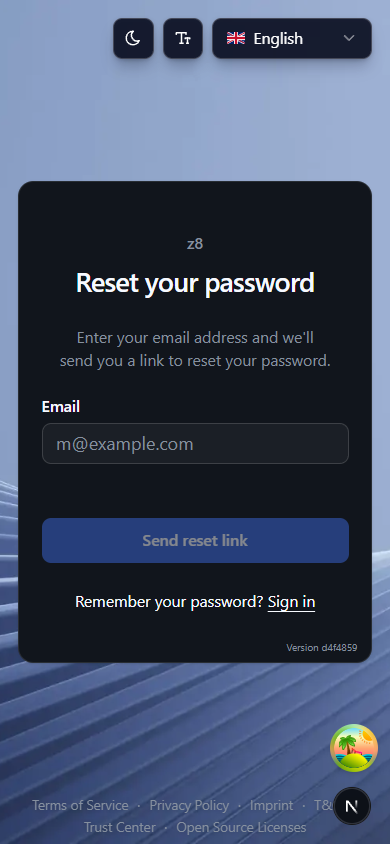 English
z8
Reset your password
Enter your email address and we'll
send you a link to reset your password.
Email
m@example.com
Send reset link
Remember your password? Sign in
Version d4f4859
Terms of Service · Privacy Policy · Imprint ·
N
Trust Center · Open Source Licenses